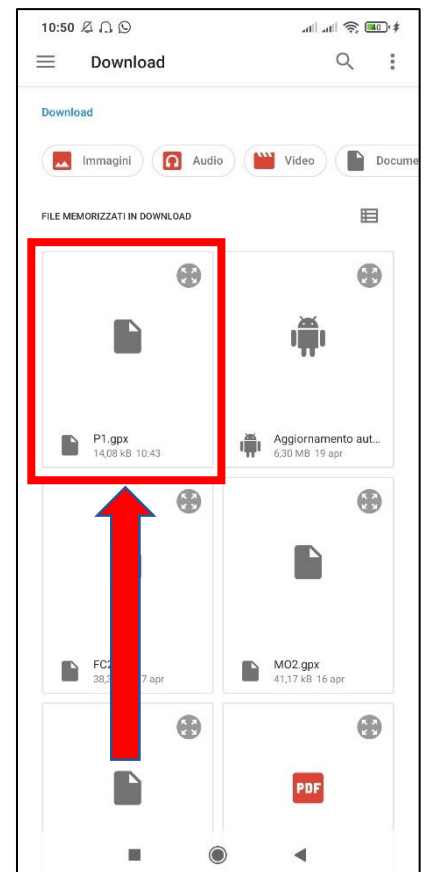 10:50
40
Download
Download
Immagini
Audio
Video
Docume
FILE MEMORIZZATI IN DOWNLOAD
P1.gpx
14,08 kB 10:43
Aggiornamento aut...
6,30 MB 19 apr
MO2.gpx
41,17 kB 16 apr
PDF